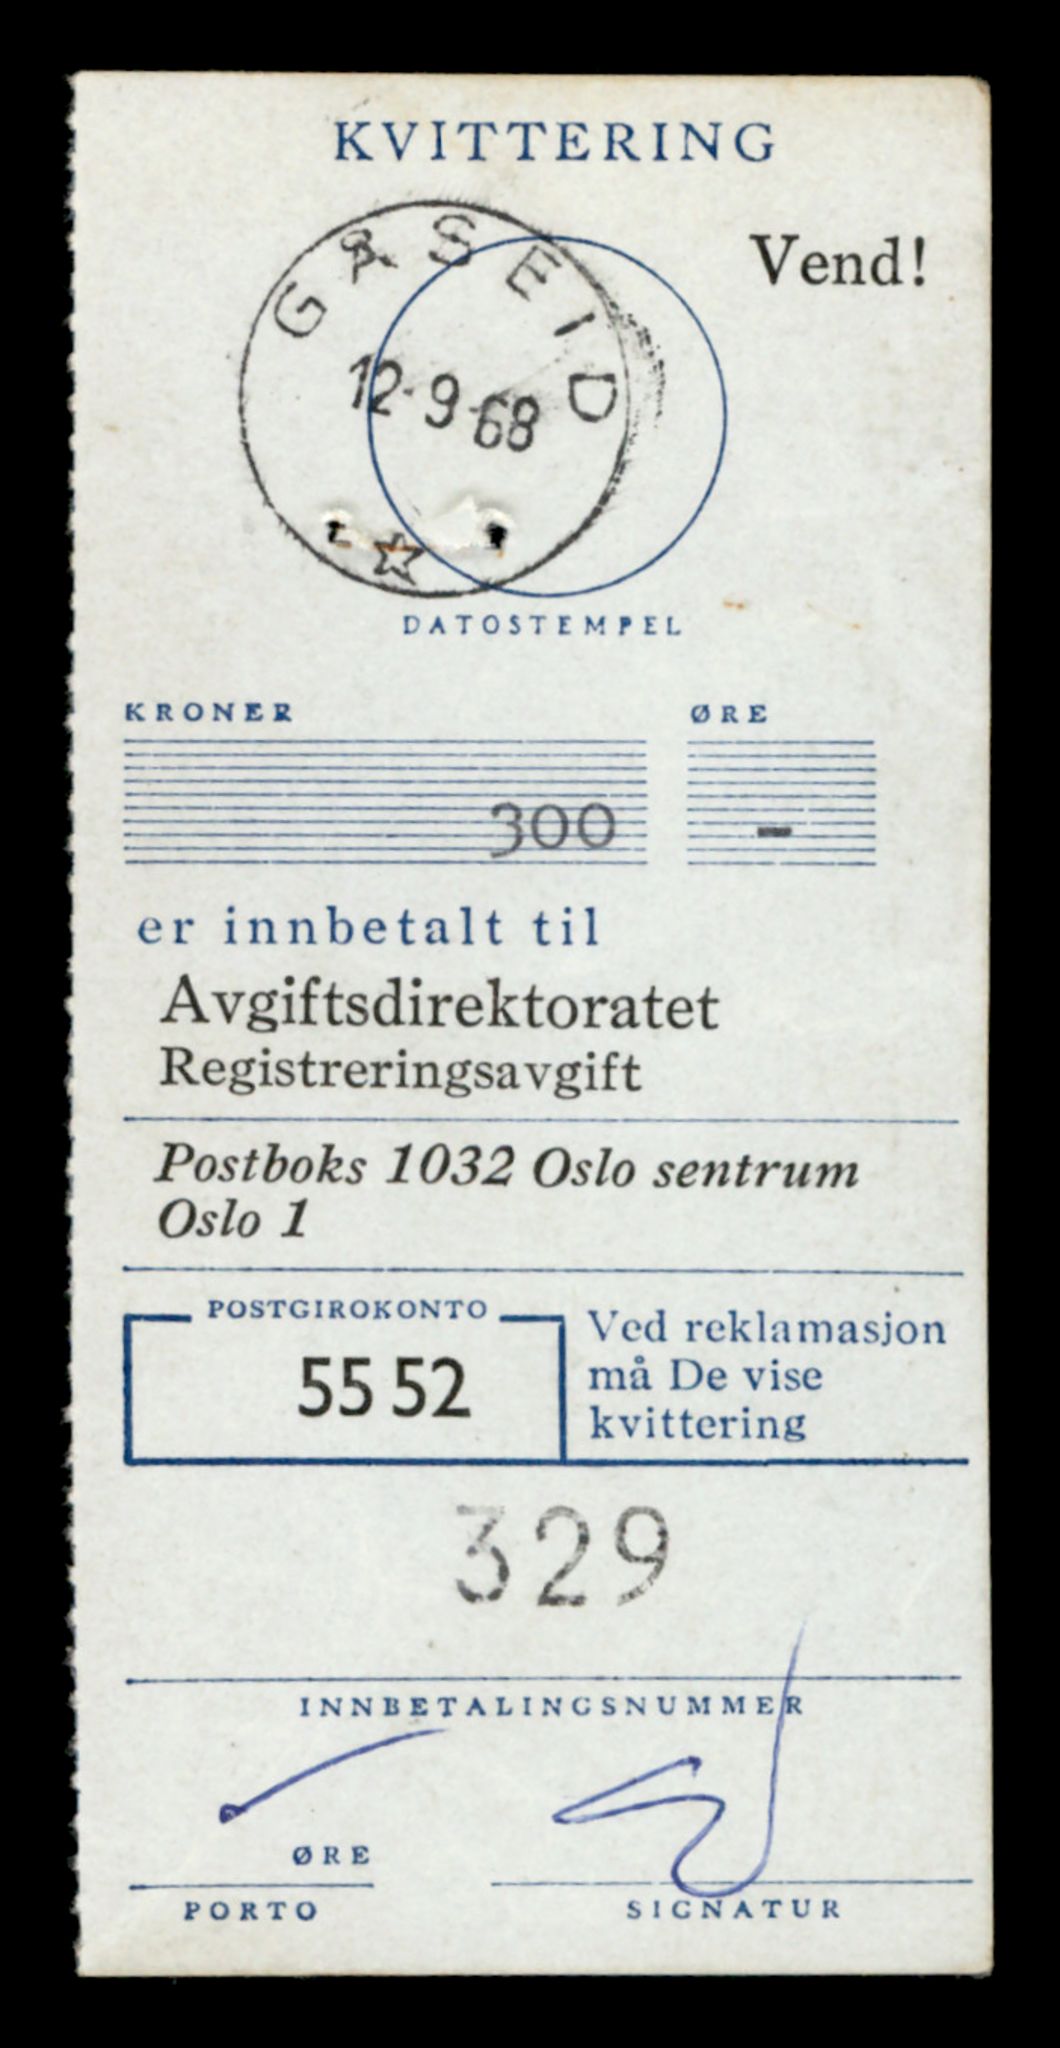 KVITTERING
GÅSEID
Vend!
12-9-68
DATOSTEMPEL
KRONER ØRE
300 -
er innbetalt til
Avgiftsdirektoratet
Registreringsavgift
Postboks 1032 Oslo sentrum
Oslo 1
POSTGIROKONTO
55 52
Ved reklamasjon
må De vise
kvittering
329
INNBETALINGSNUMMER
ØRE
PORTO
SIGNATUR